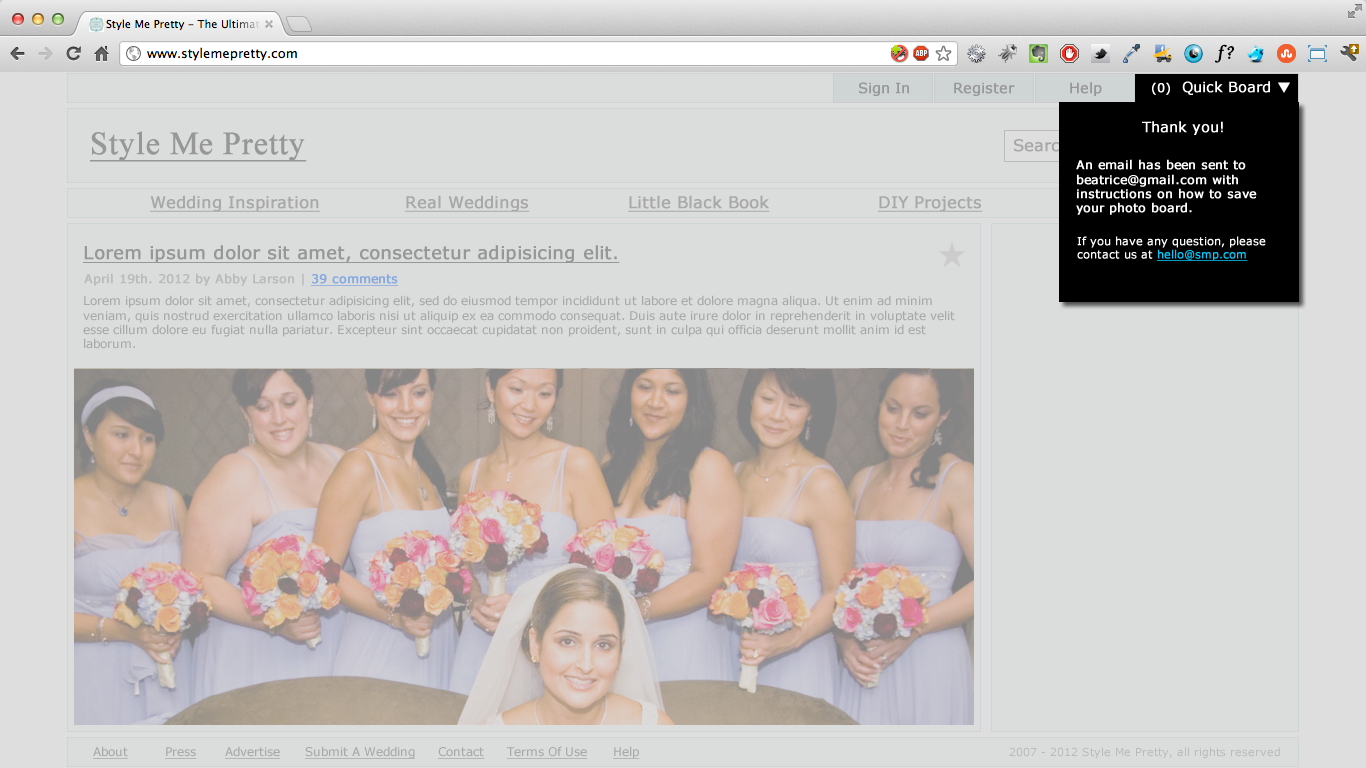 Style Me Pretty – The Ultima
www.stylemepretty.com
ABP
f?
Sign In
Register
Help
(0) Quick Board ▼
Thank you!
An email has been sent to
beatrice@gmail.com with
instructions on how to save
your photo board.
If you have any question, please
contact us at hello@smp.com
Style Me Pretty
Searc
Wedding Inspiration
Real Weddings
Little Black Book
DIY Projects
Lorem ipsum dolor sit amet, consectetur adipisicing elit.
April 19th. 2012 by Abby Larson | 39 comments
Lorem ipsum dolor sit amet, consectetur adipisicing elit, sed do eiusmod tempor incididunt ut labore et dolore magna aliqua. Ut enim ad minim
veniam, quis nostrud exercitation ullamco laboris nisi ut aliquip ex ea commodo consequat. Duis aute irure dolor in reprehenderit in voluptate velit
esse cillum dolore eu fugiat nulla pariatur. Excepteur sint occaecat cupidatat non proident, sunt in culpa qui officia deserunt mollit anim id est
laborum.
About
Press
Advertise
Submit A Wedding
Contact
Terms Of Use
Help
2007 - 2012 Style Me Pretty, all rights reserved